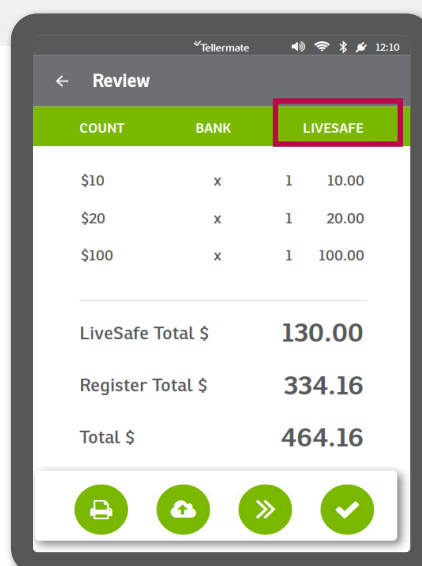 Tellermate 12:10
← Review
COUNT BANK LIVESAFE
$10 x 1 10.00
$20 x 1 20.00
$100 x 1 100.00
LiveSafe Total $ 130.00
Register Total $ 334.16
Total $ 464.16